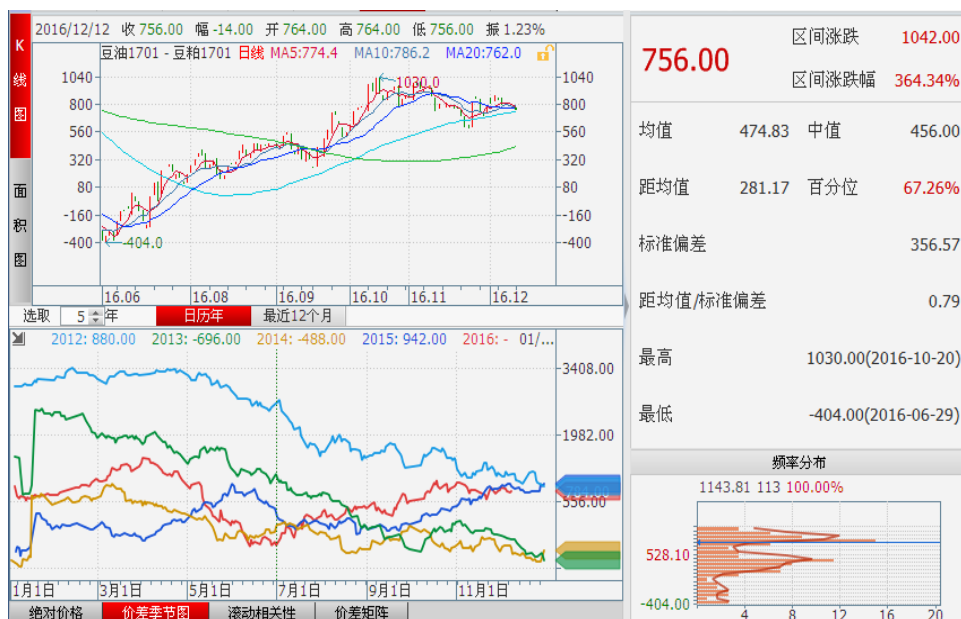 2016/12/12 收 756.00 幅 -14.00 开 764.00 高 764.00 低 756.00 振 1.23%
K线图
面积图
豆油1701 - 豆粕1701 日线 MA5:774.4 MA10:786.2 MA20:762.0
1040
800
560
320
80
-160
-400
1030.0
-404.0
1040
800
560
320
80
-160
-400
16.06 16.08 16.09 16.10 16.11 16.12
选取 5 年 日历年 最近12个月
2012: 880.00 2013: -696.00 2014: -488.00 2015: 942.00 2016: - 01/...
3408.00
1982.00
556.00
1月1日 3月1日 5月1日 7月1日 9月1日 11月1日
绝对价格 价差季节图 滚动相关性 价差矩阵
756.00
区间涨跌 1042.00
区间涨跌幅 364.34%
均值 474.83 中值 456.00
距均值 281.17 百分位 67.26%
标准偏差 356.57
距均值/标准偏差 0.79
最高 1030.00(2016-10-20)
最低 -404.00(2016-06-29)
频率分布
1143.81 113 100.00%
528.10
-404.00
4 8 12 16 20